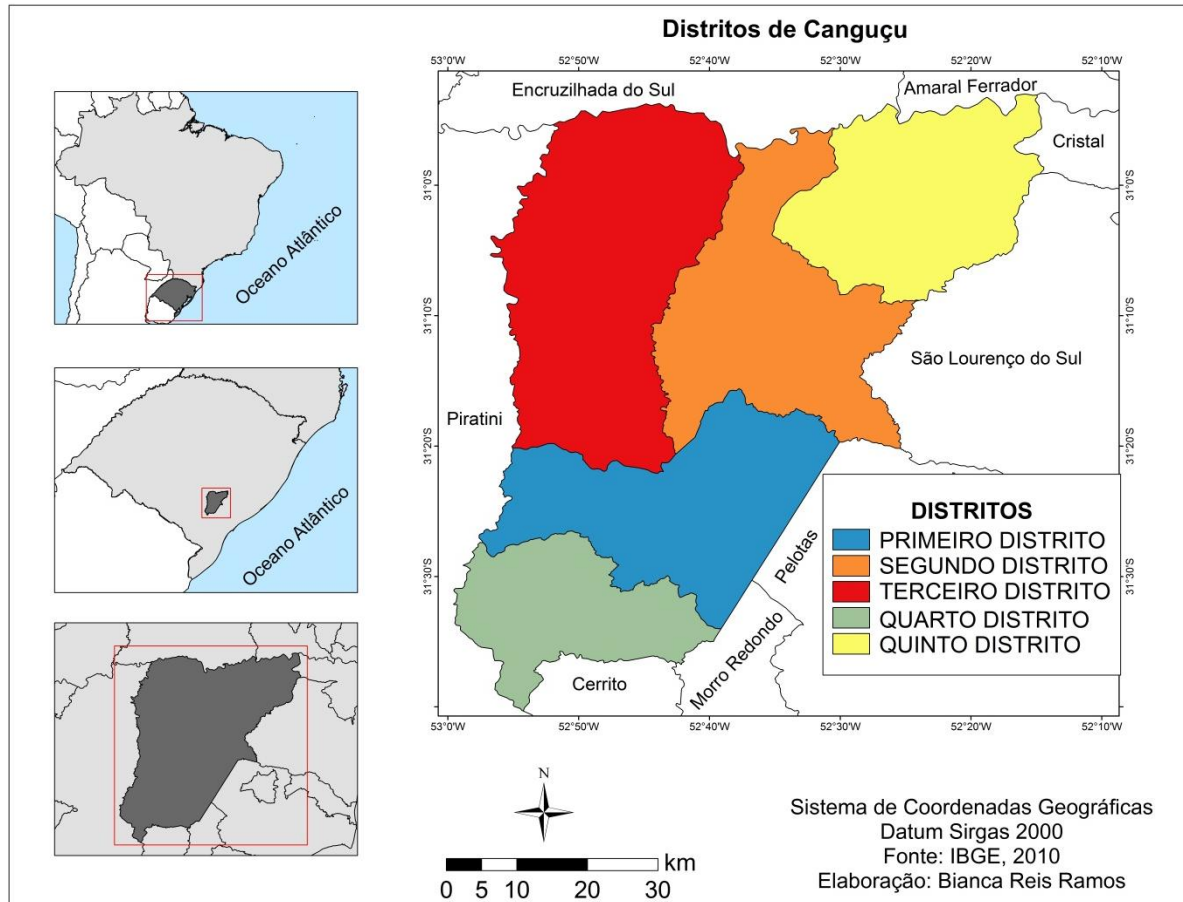 Distritos de Canguçu
53°0'0"W 52°50'W 52°40'W 52°30'W 52°20'W 52°10'W
Encruzilhada do Sul
Amaral Ferrador
Cristal
31°0'S
31°0'S
Oceano Atlântico
31°10'S
31°10'S
São Lourenço do Sul
Piratini
31°20'S
31°20'S
Oceano Atlântico
DISTRITOS
PRIMEIRO DISTRITO
SEGUNDO DISTRITO
TERCEIRO DISTRITO
QUARTO DISTRITO
QUINTO DISTRITO
Pelotas
31°30'S
Morro Redondo
Cerrito
53°0'W 52°50'W 52°40'W 52°30'W 52°20'W 52°10'W
N
km
0 5 10 20 30
Sistema de Coordenadas Geográficas
Datum Sirgas 2000
Fonte: IBGE, 2010
Elaboração: Bianca Reis Ramos